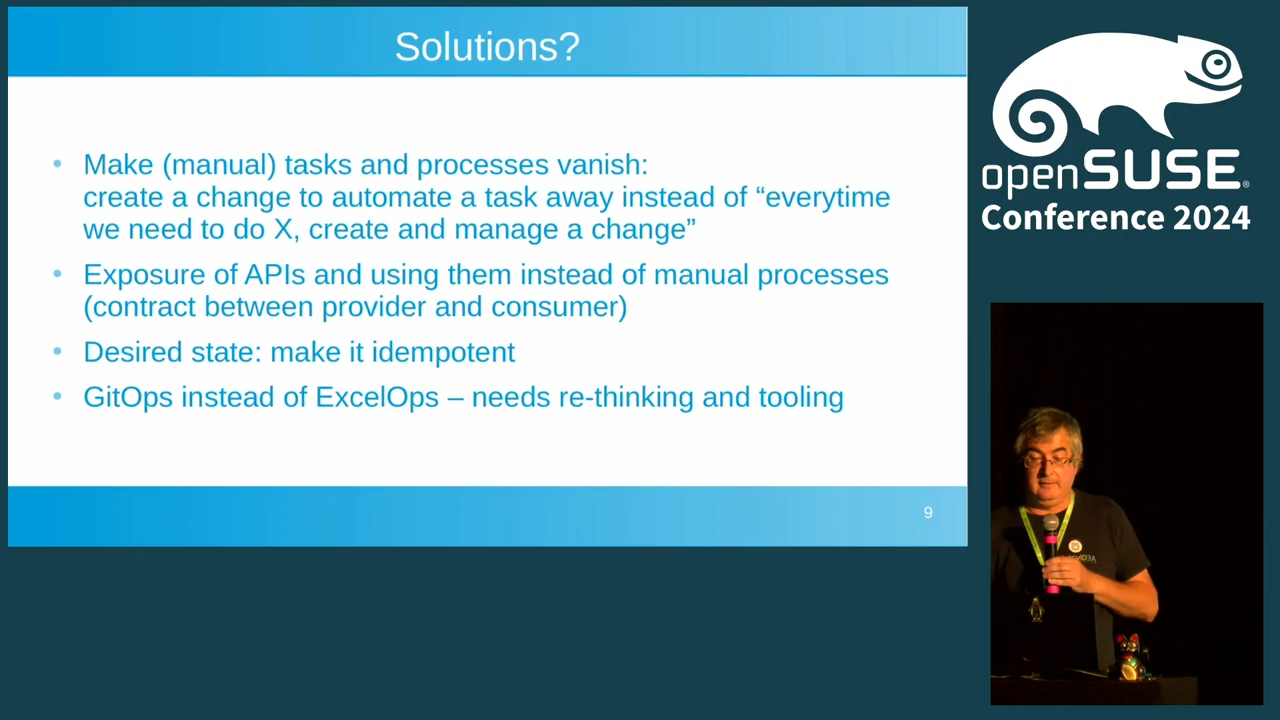 Solutions?
• Make (manual) tasks and processes vanish:
create a change to automate a task away instead of “everytime
we need to do X, create and manage a change”
• Exposure of APIs and using them instead of manual processes
(contract between provider and consumer)
• Desired state: make it idempotent
• GitOps instead of ExcelOps – needs re-thinking and tooling
9
openSUSE®
Conference 2024